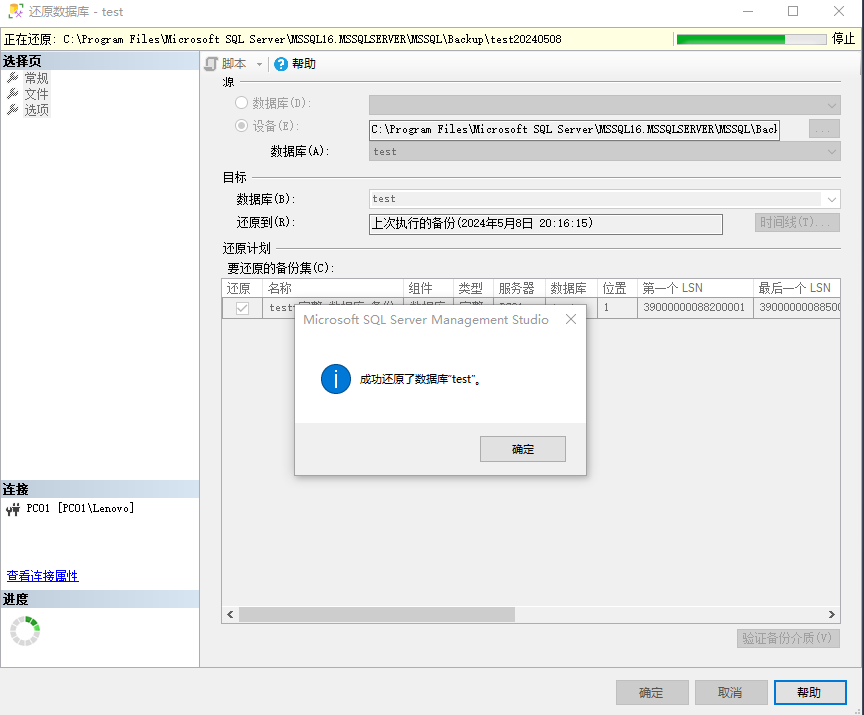 还原数据库 - test
正在还原: C:\Program Files\Microsoft SQL Server\MSSQL16.MSSQLSERVER\MSSQL\Backup\test20240508
停止
选择页
常规
文件
选项
脚本
帮助
源
数据库(D):
设备(E):
C:\Program Files\Microsoft SQL Server\MSSQL16.MSSQLSERVER\MSSQL\Back
...
数据库(A):
test
目标
数据库(B):
test
还原到(R):
上次执行的备份(2024年5月8日 20:16:15)
时间线(T)...
还原计划
要还原的备份集(C):
还原 名称 组件 类型 服务器 数据库 位置 第一个 LSN 最后一个 LSN
1 39000000088200001 390000000885000
Microsoft SQL Server Management Studio
成功还原了数据库“test”。
确定
连接
PC01 [PC01\Lenovo]
查看连接属性
进度
验证备份介质(V)
确定
取消
帮助